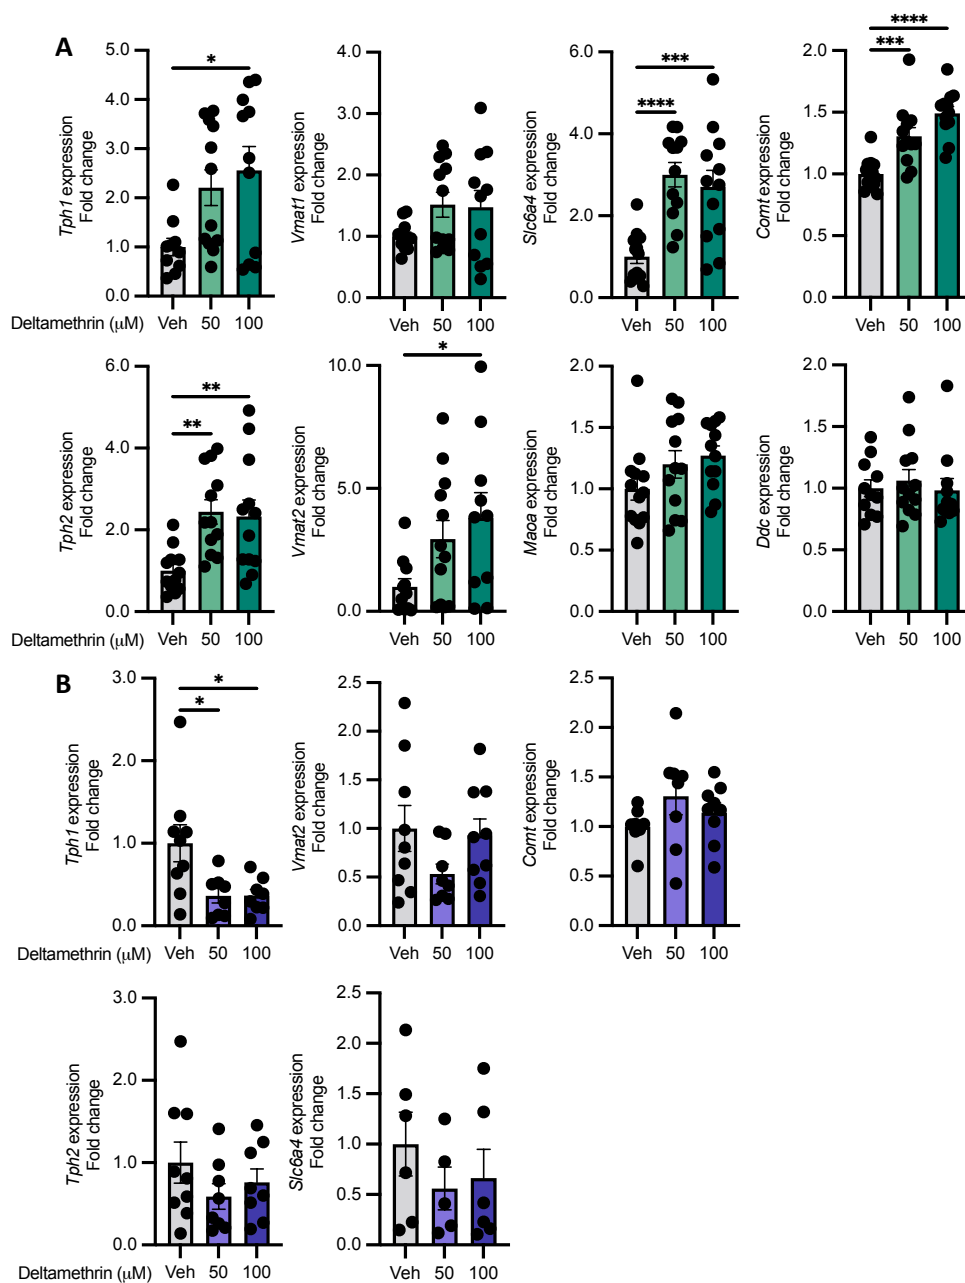 A
Tph1 expression
Fold change
5.0
4.0
3.0
2.0
1.0
0.0
*
Vmat1 expression
Fold change
4.0
3.0
2.0
1.0
0.0
Slc6a4 expression
Fold change
6.0
4.0
2.0
0.0
****
***
Comt expression
Fold change
2.0
1.5
1.0
0.5
0.0
***
****
Deltamethrin (μM) Veh 50 100
Veh 50 100
Veh 50 100
Veh 50 100
Tph2 expression
Fold change
6.0
4.0
2.0
0.0
**
**
Vmat2 expression
Fold change
10.0
5.0
0.0
*
Maoa expression
Fold change
2.0
1.5
1.0
0.5
0.0
Ddc expression
Fold change
2.0
1.5
1.0
0.5
0.0
Deltamethrin (μM) Veh 50 100
Veh 50 100
Veh 50 100
Veh 50 100
B
Tph1 expression
Fold change
3.0
2.0
1.0
0.0
*
*
Vmat2 expression
Fold change
2.5
2.0
1.5
1.0
0.5
0.0
Comt expression
Fold change
2.5
2.0
1.5
1.0
0.5
0.0
Deltamethrin (μM) Veh 50 100
Veh 50 100
Veh 50 100
Tph2 expression
Fold change
3.0
2.0
1.0
0.0
Slc6a4 expression
Fold change
2.5
2.0
1.5
1.0
0.5
0.0
Deltamethrin (μM) Veh 50 100
Veh 50 100